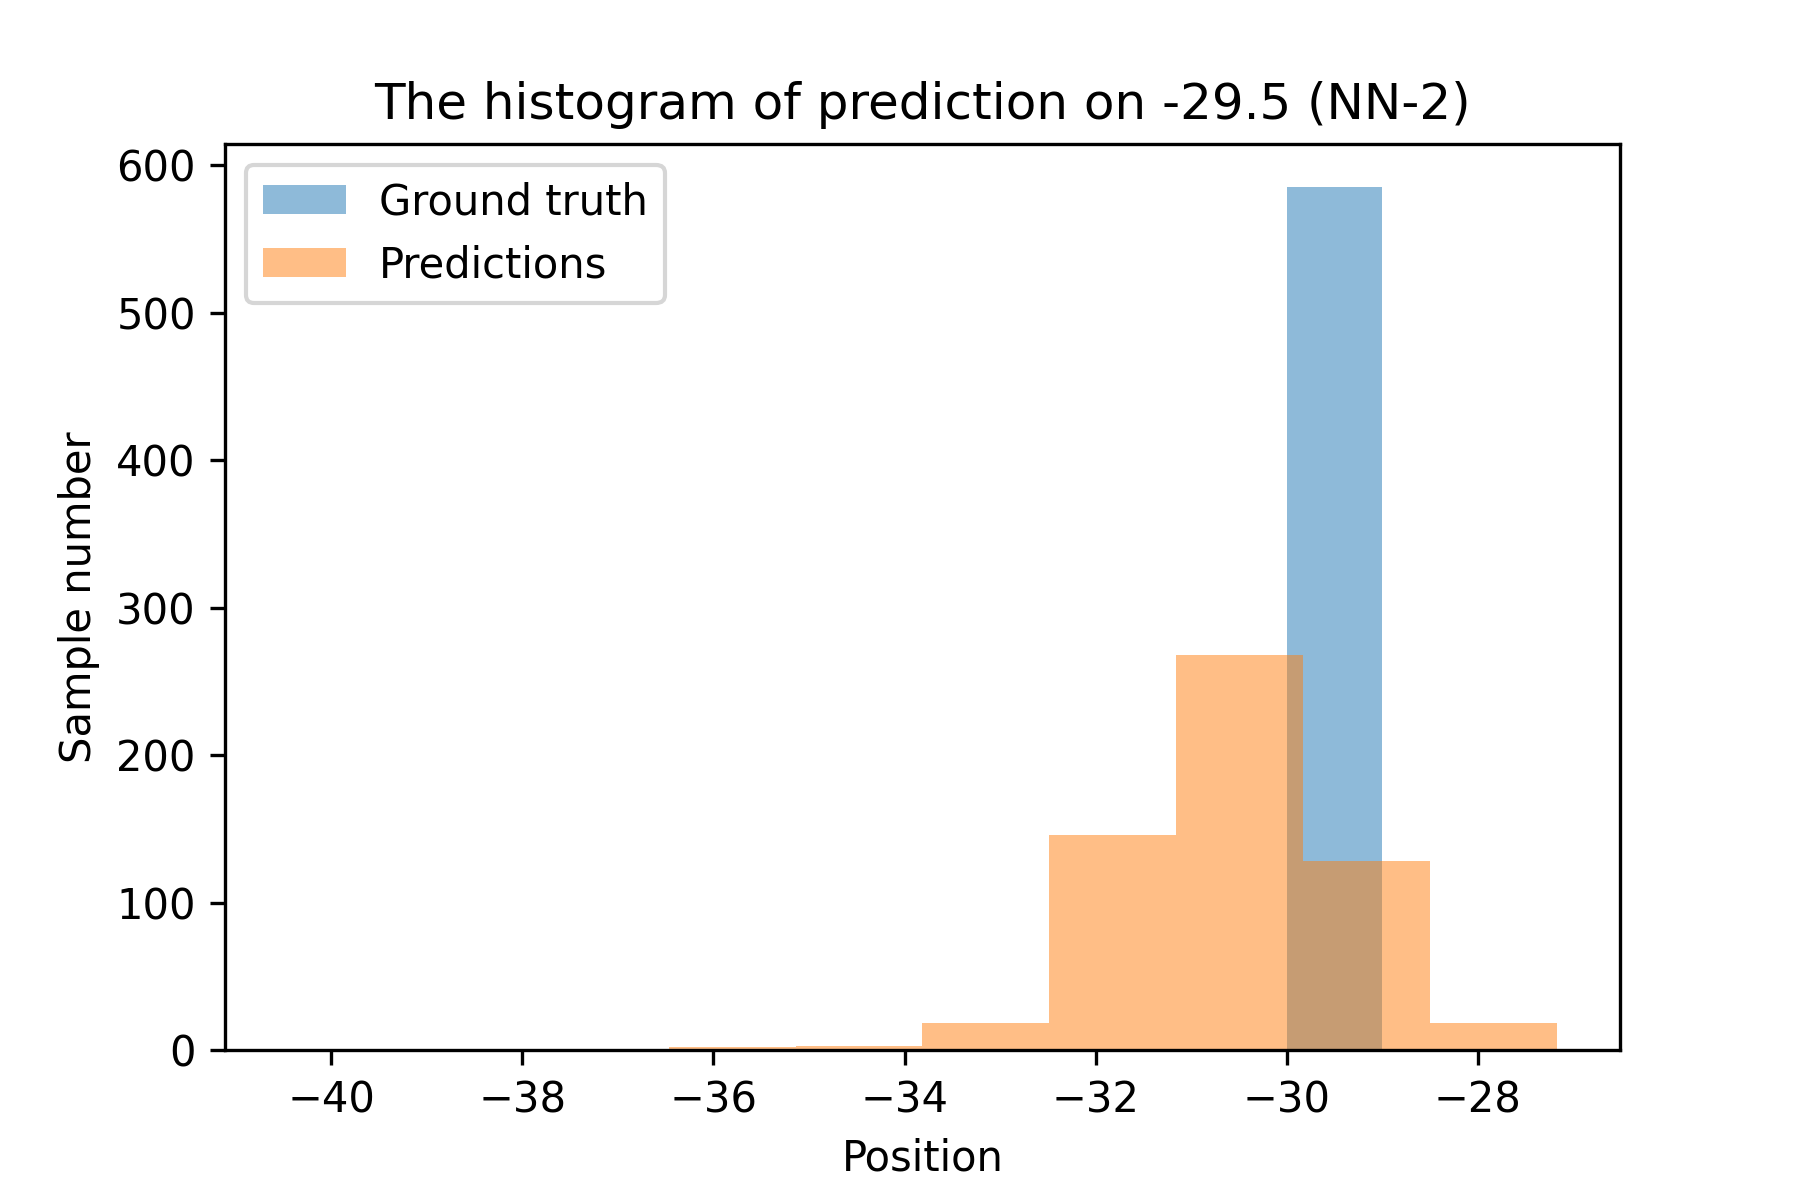 The histogram of prediction on -29.5 (NN-2)
Ground truth
Predictions
600
500
400
300
200
100
0
Sample number
−40 −38 −36 −34 −32 −30 −28
Position